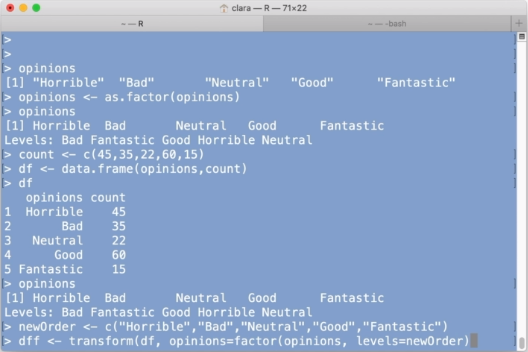 clara — R — 71×22
~ — R
~ — -bash
+
>
>
> opinions
[1] "Horrible"  "Bad"       "Neutral"   "Good"      "Fantastic"
> opinions <- as.factor(opinions)
> opinions
[1] Horrible  Bad       Neutral   Good      Fantastic
Levels: Bad Fantastic Good Horrible Neutral
> count <- c(45,35,22,60,15)
> df <- data.frame(opinions,count)
> df
   opinions count
1  Horrible    45
2       Bad    35
3   Neutral    22
4      Good    60
5 Fantastic    15
> opinions
[1] Horrible  Bad       Neutral   Good      Fantastic
Levels: Bad Fantastic Good Horrible Neutral
> newOrder <- c("Horrible","Bad","Neutral","Good","Fantastic")
> dff <- transform(df, opinions=factor(opinions, levels=newOrder)